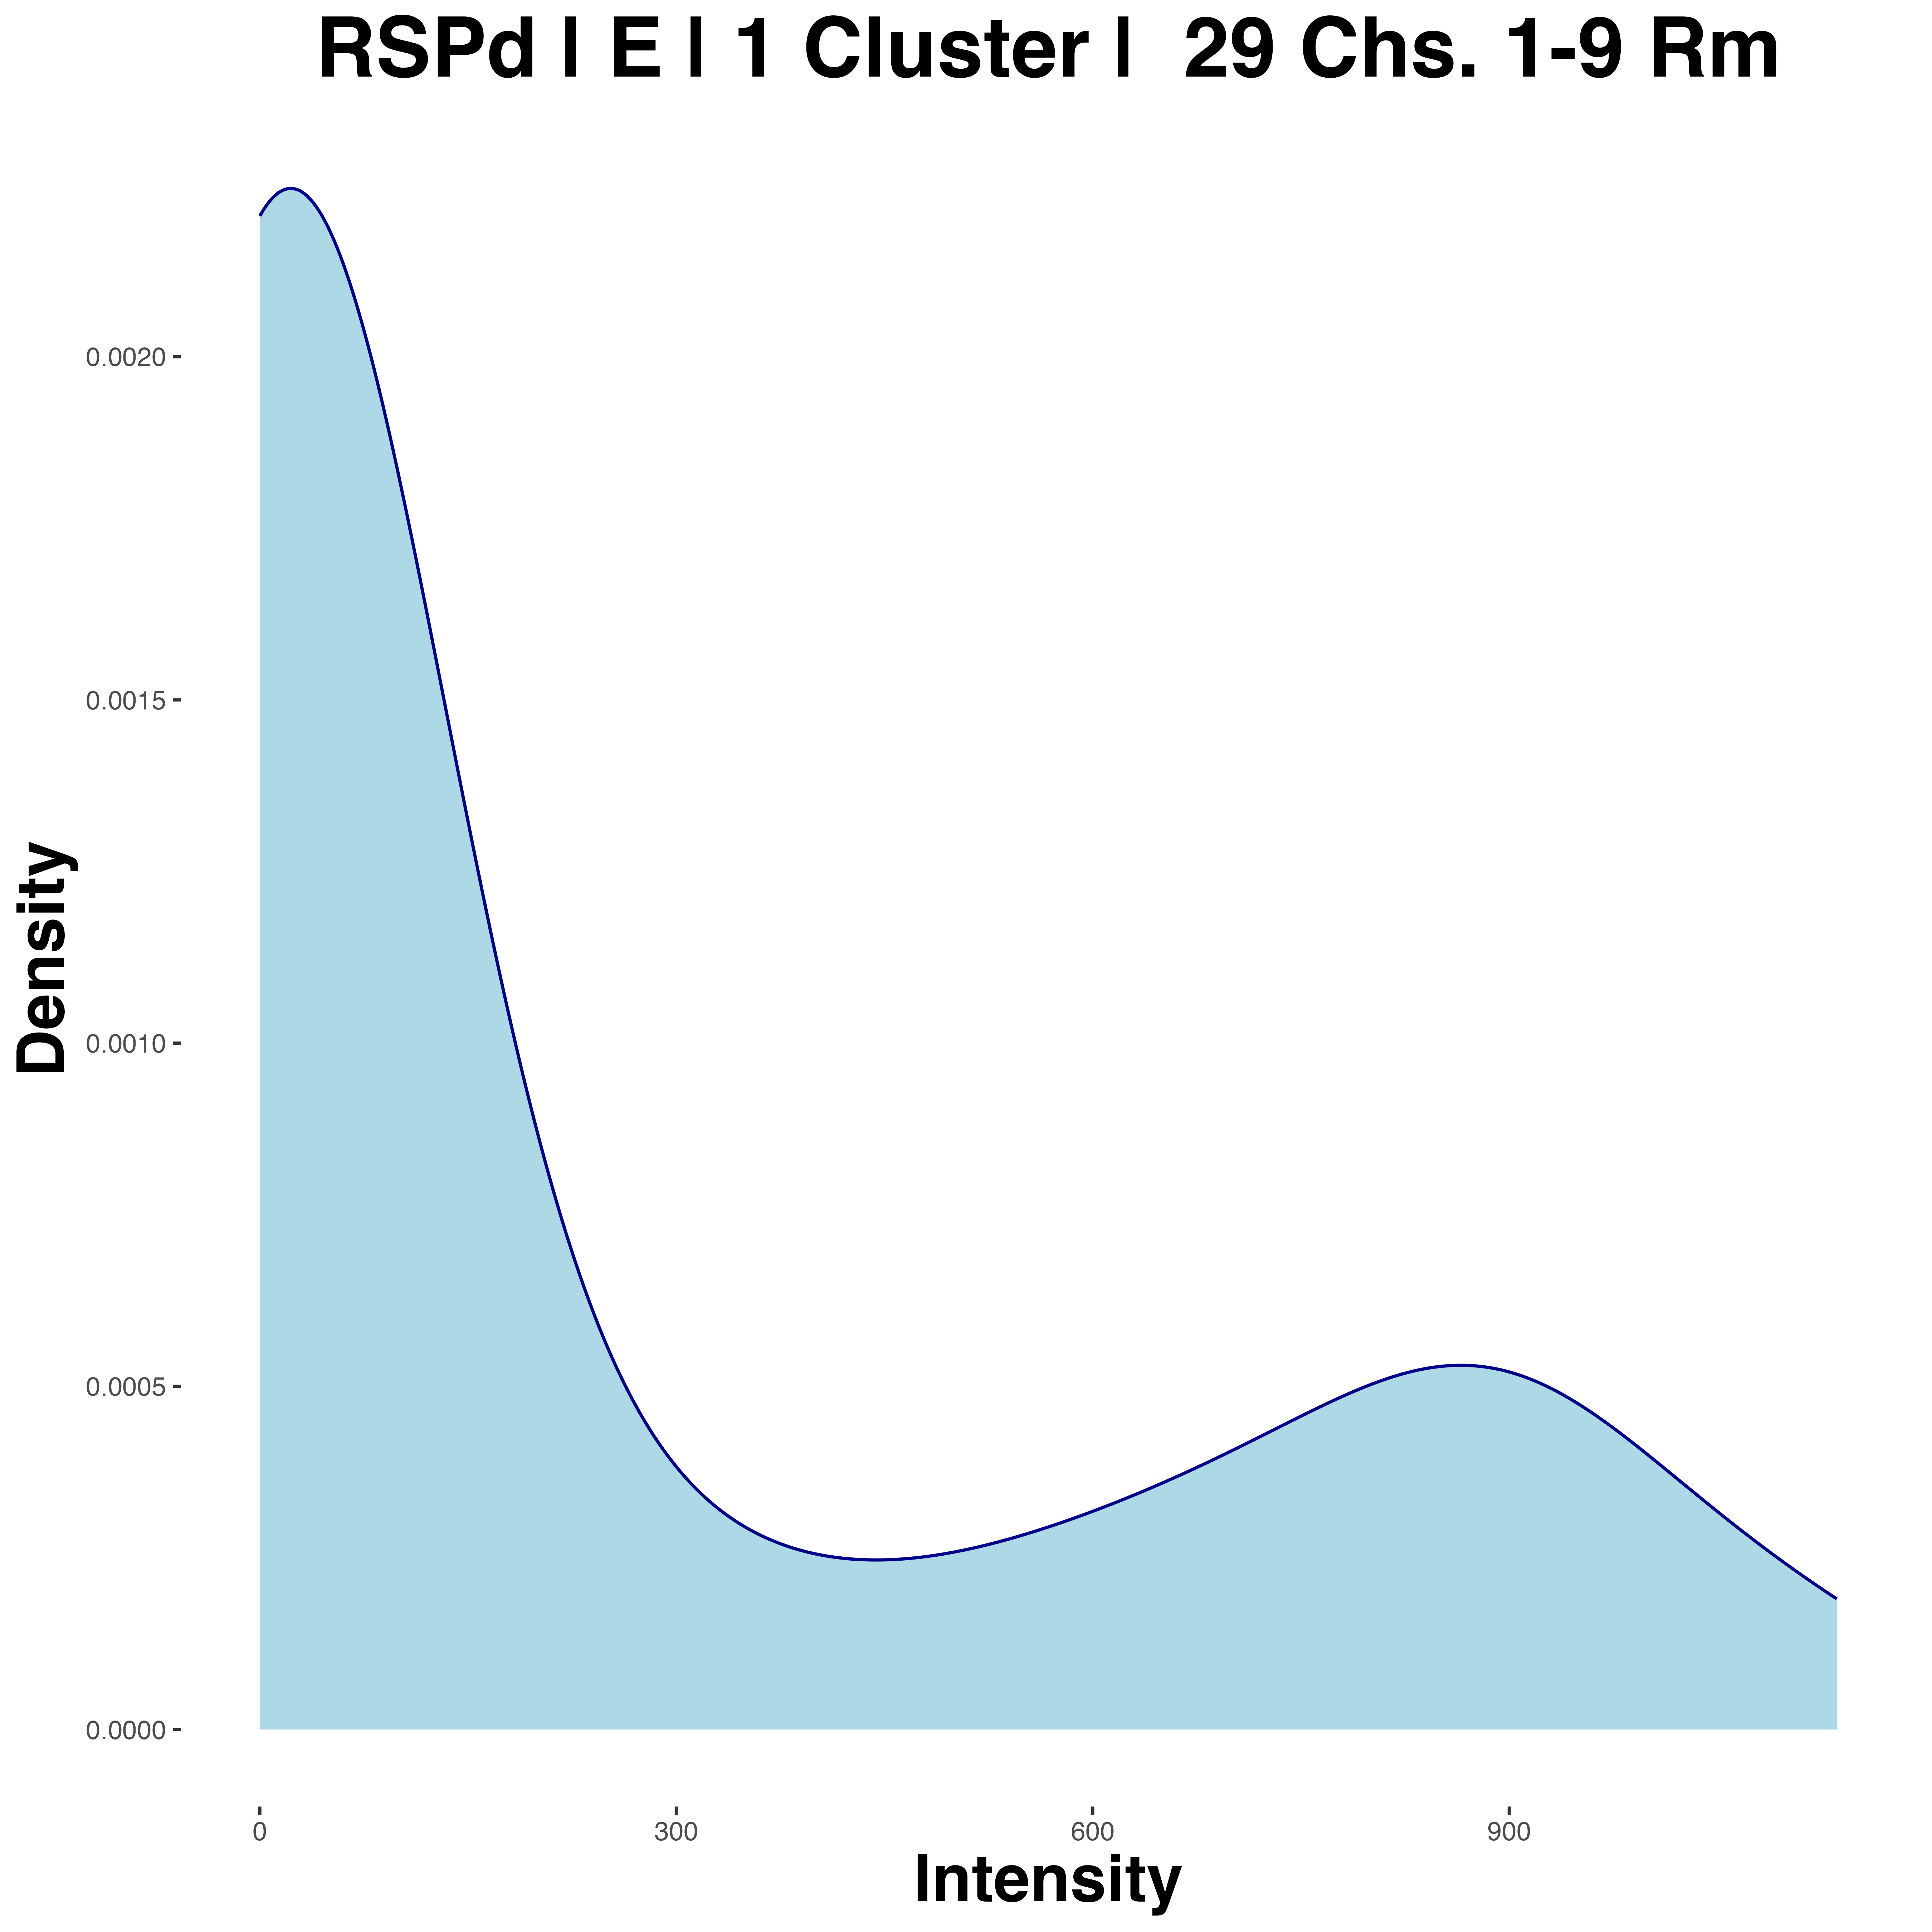 RSPd | E | 1 Cluster |  29 Chs. 1-9 Rm
Density
0.0020
0.0015
0.0010
0.0005
0.0000
0 300 600 900
Intensity